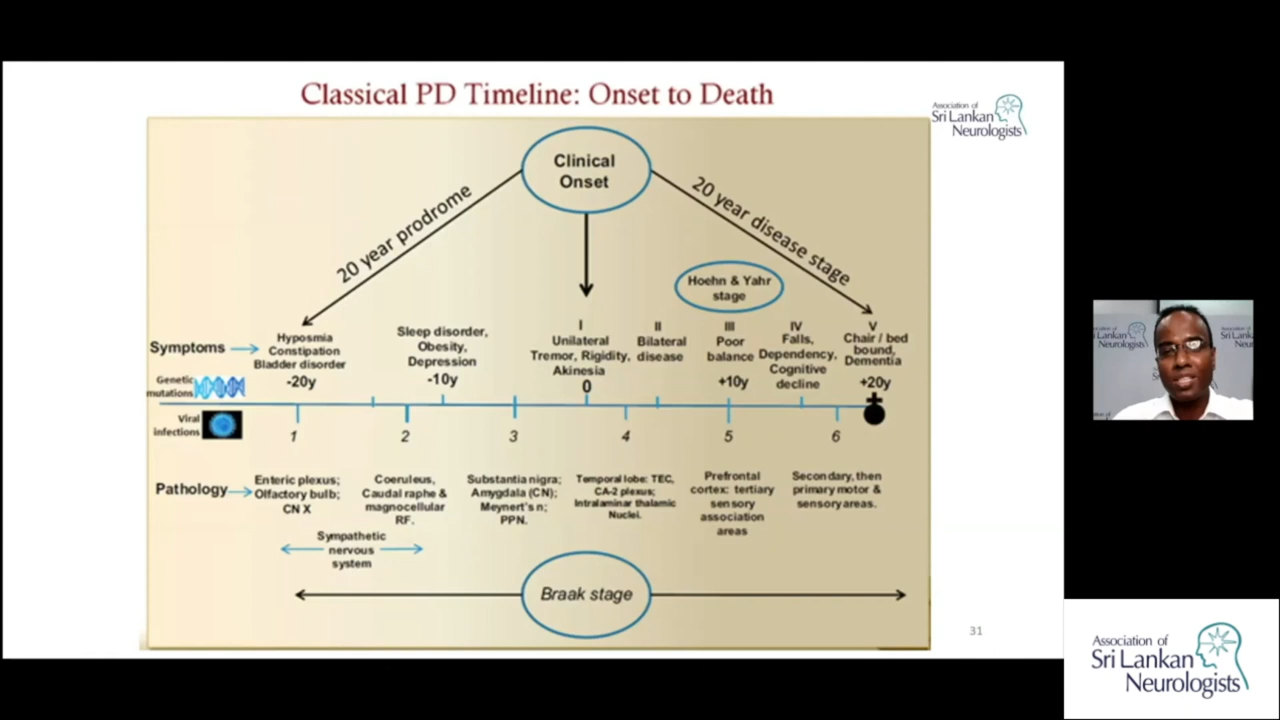 Classical PD Timeline: Onset to Death
Association of
Sri Lankan
Neurologists
Clinical
Onset
20 year prodrome
20 year disease stage
Hoehn & Yahr
stage
Symptoms
Hyposmia
Constipation
Bladder disorder
-20y
Sleep disorder,
Obesity,
Depression
-10y
I
Unilateral
Tremor, Rigidity,
Akinesia
0
II
Bilateral
disease
III
Poor
balance
+10y
IV
Falls,
Dependency,
Cognitive
decline
V
Chair / bed
bound,
Dementia
+20y
Genetic
mutations
Viral
infections
1
2
3
4
5
6
Pathology
Enteric plexus;
Olfactory bulb;
CN X
Coeruleus,
Caudal raphe &
magnocellular
RF.
Substantia nigra;
Amygdala (CN);
Meynert's n;
PPN.
Temporal lobe: TEC,
CA-2 plexus;
Intralaminar thalamic
Nuclei.
Prefrontal
cortex: tertiary
sensory
association
areas
Secondary, then
primary motor &
sensory areas.
Sympathetic
nervous
system
Braak stage
31
Association of
Sri Lankan
Neurologists